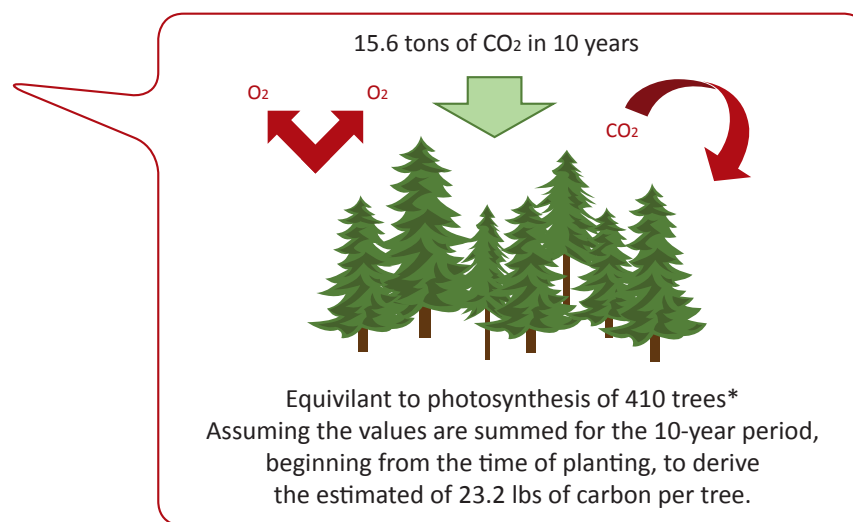 15.6 tons of CO₂ in 10 years
O₂ O₂
CO₂
Equivilant to photosynthesis of 410 trees*
Assuming the values are summed for the 10-year period,
beginning from the time of planting, to derive
the estimated of 23.2 lbs of carbon per tree.